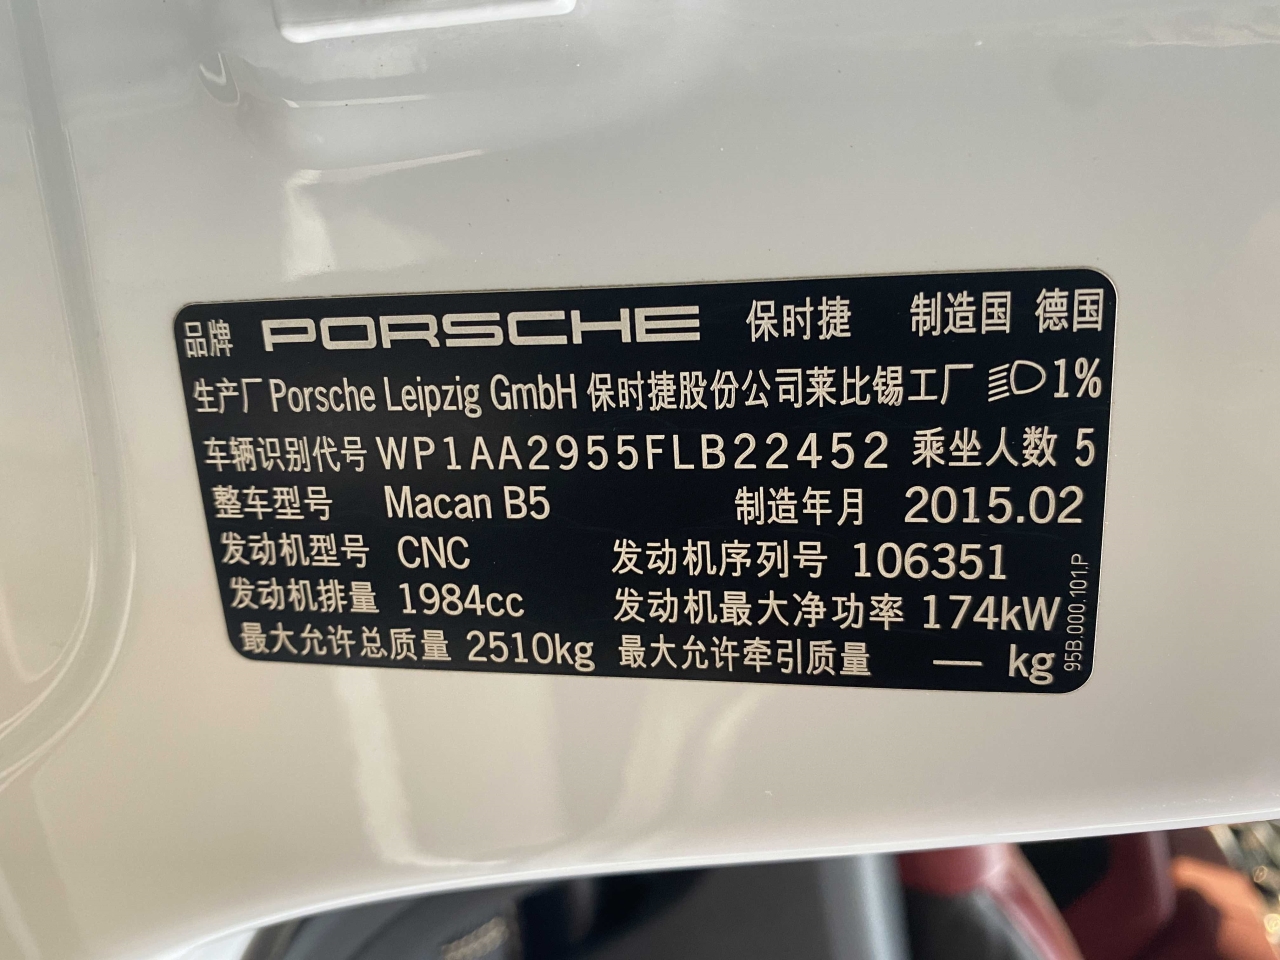 品牌 PORSCHE 保时捷 制造国 德国
生产厂 Porsche Leipzig GmbH 保时捷股份公司莱比锡工厂 1%
车辆识别代号 WP1AA2955FLB22452 乘坐人数 5
整车型号 Macan B5 制造年月 2015.02
发动机型号 CNC 发动机序列号 106351
发动机排量 1984cc 发动机最大净功率 174kW
最大允许总质量 2510kg 最大允许牵引质量 — kg
95B.000.101.P